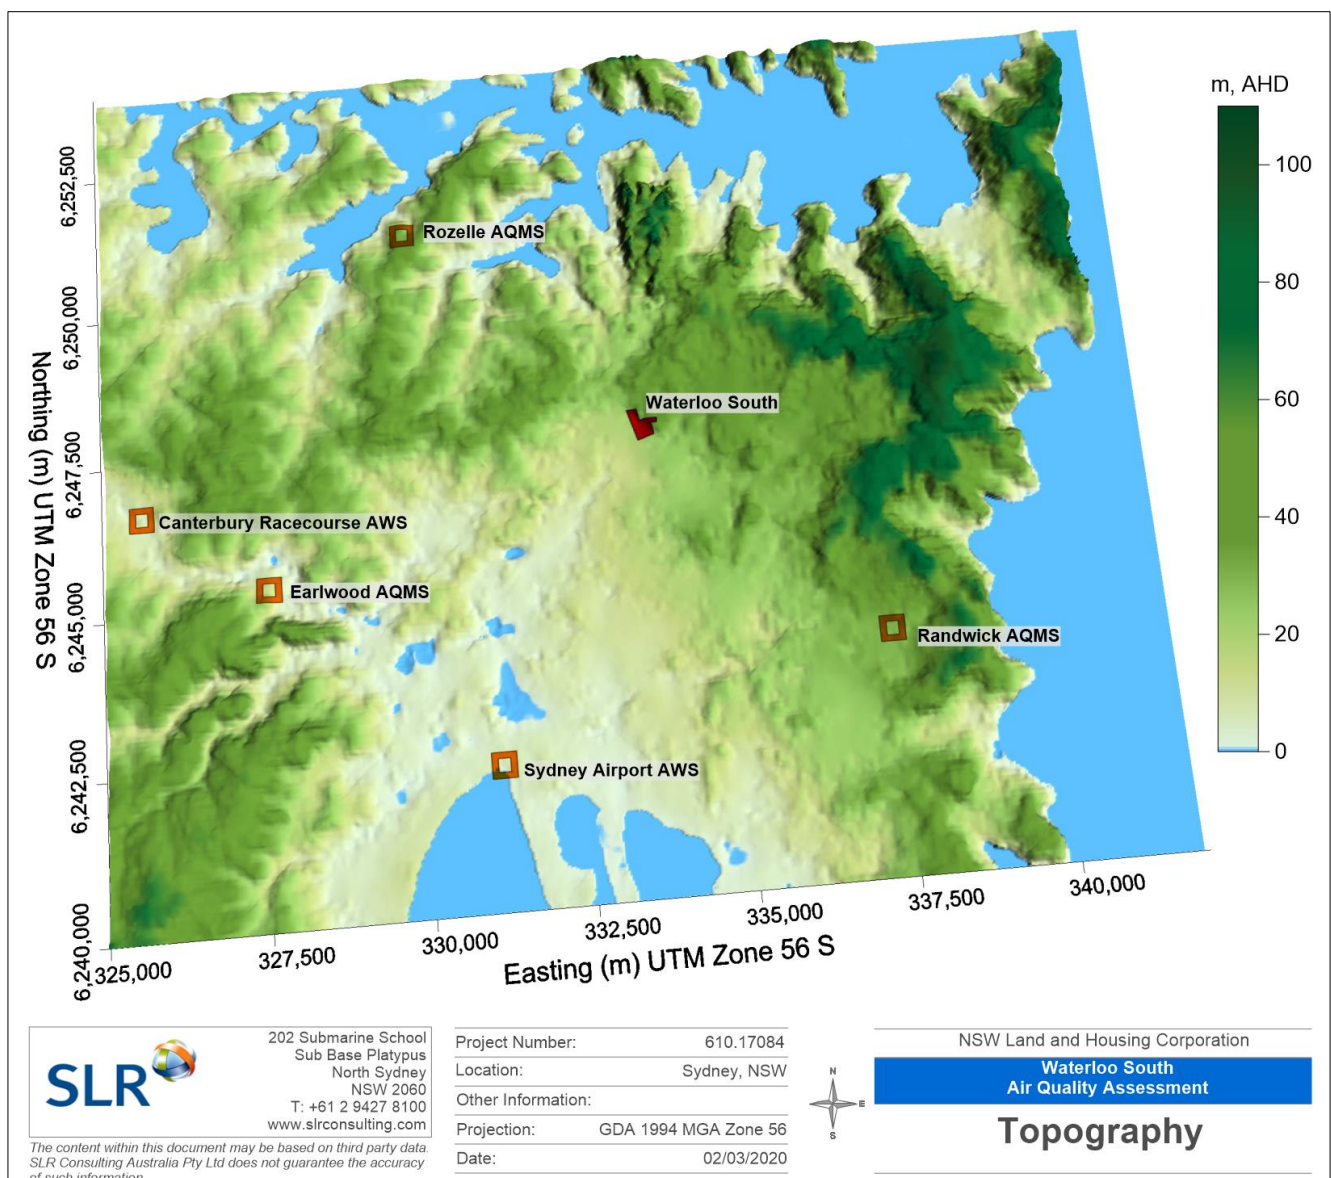 m, AHD
100
80
60
40
20
0
Rozelle AQMS
Waterloo South
Canterbury Racecourse AWS
Earlwood AQMS
Randwick AQMS
Sydney Airport AWS
Northing (m) UTM Zone 56 S
6,252,500
6,250,000
6,247,500
6,245,000
6,242,500
6,240,000
325,000
327,500
330,000
332,500
335,000
337,500
340,000
Easting (m) UTM Zone 56 S
SLR
202 Submarine School
Sub Base Platypus
North Sydney
NSW 2060
T: +61 2 9427 8100
www.slrconsulting.com
The content within this document may be based on third party data.
SLR Consulting Australia Pty Ltd does not guarantee the accuracy
of such information.
Project Number: 610.17084
Location: Sydney, NSW
Other Information:
Projection: GDA 1994 MGA Zone 56
Date: 02/03/2020
N
E
S
NSW Land and Housing Corporation
Waterloo South
Air Quality Assessment
Topography